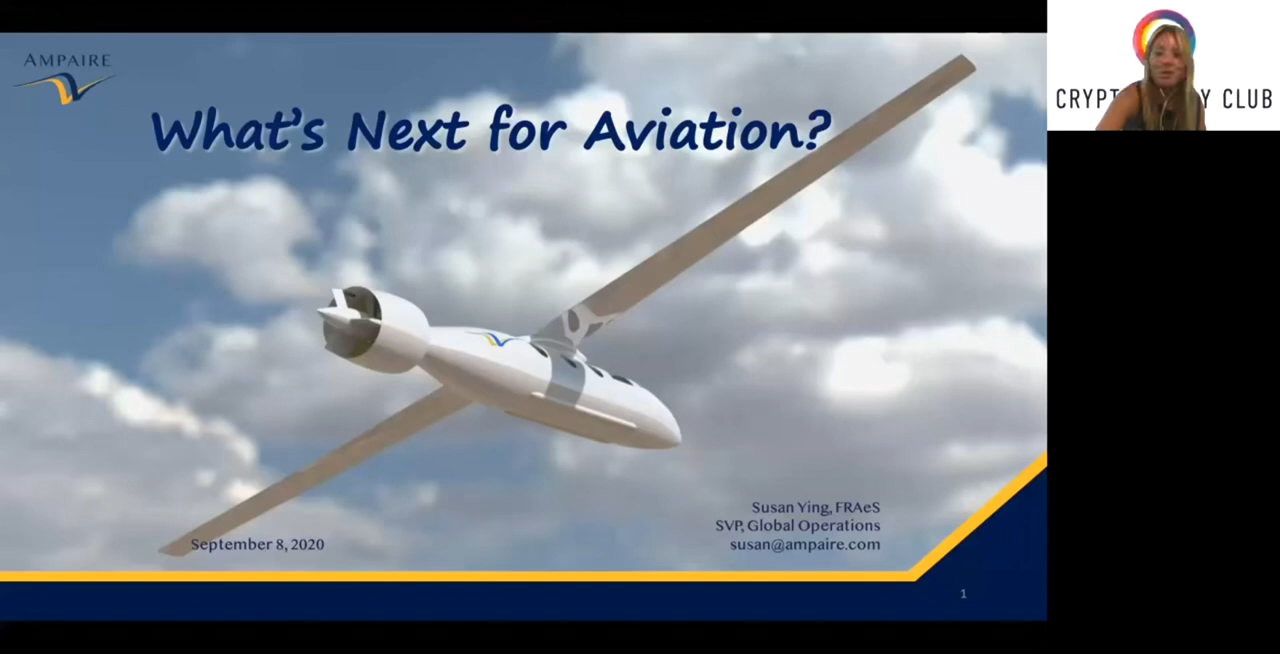 AMPAIRE
What's Next for Aviation?
Susan Ying, FRAeS
SVP, Global Operations
susan@ampaire.com
September 8, 2020
1
CLUB